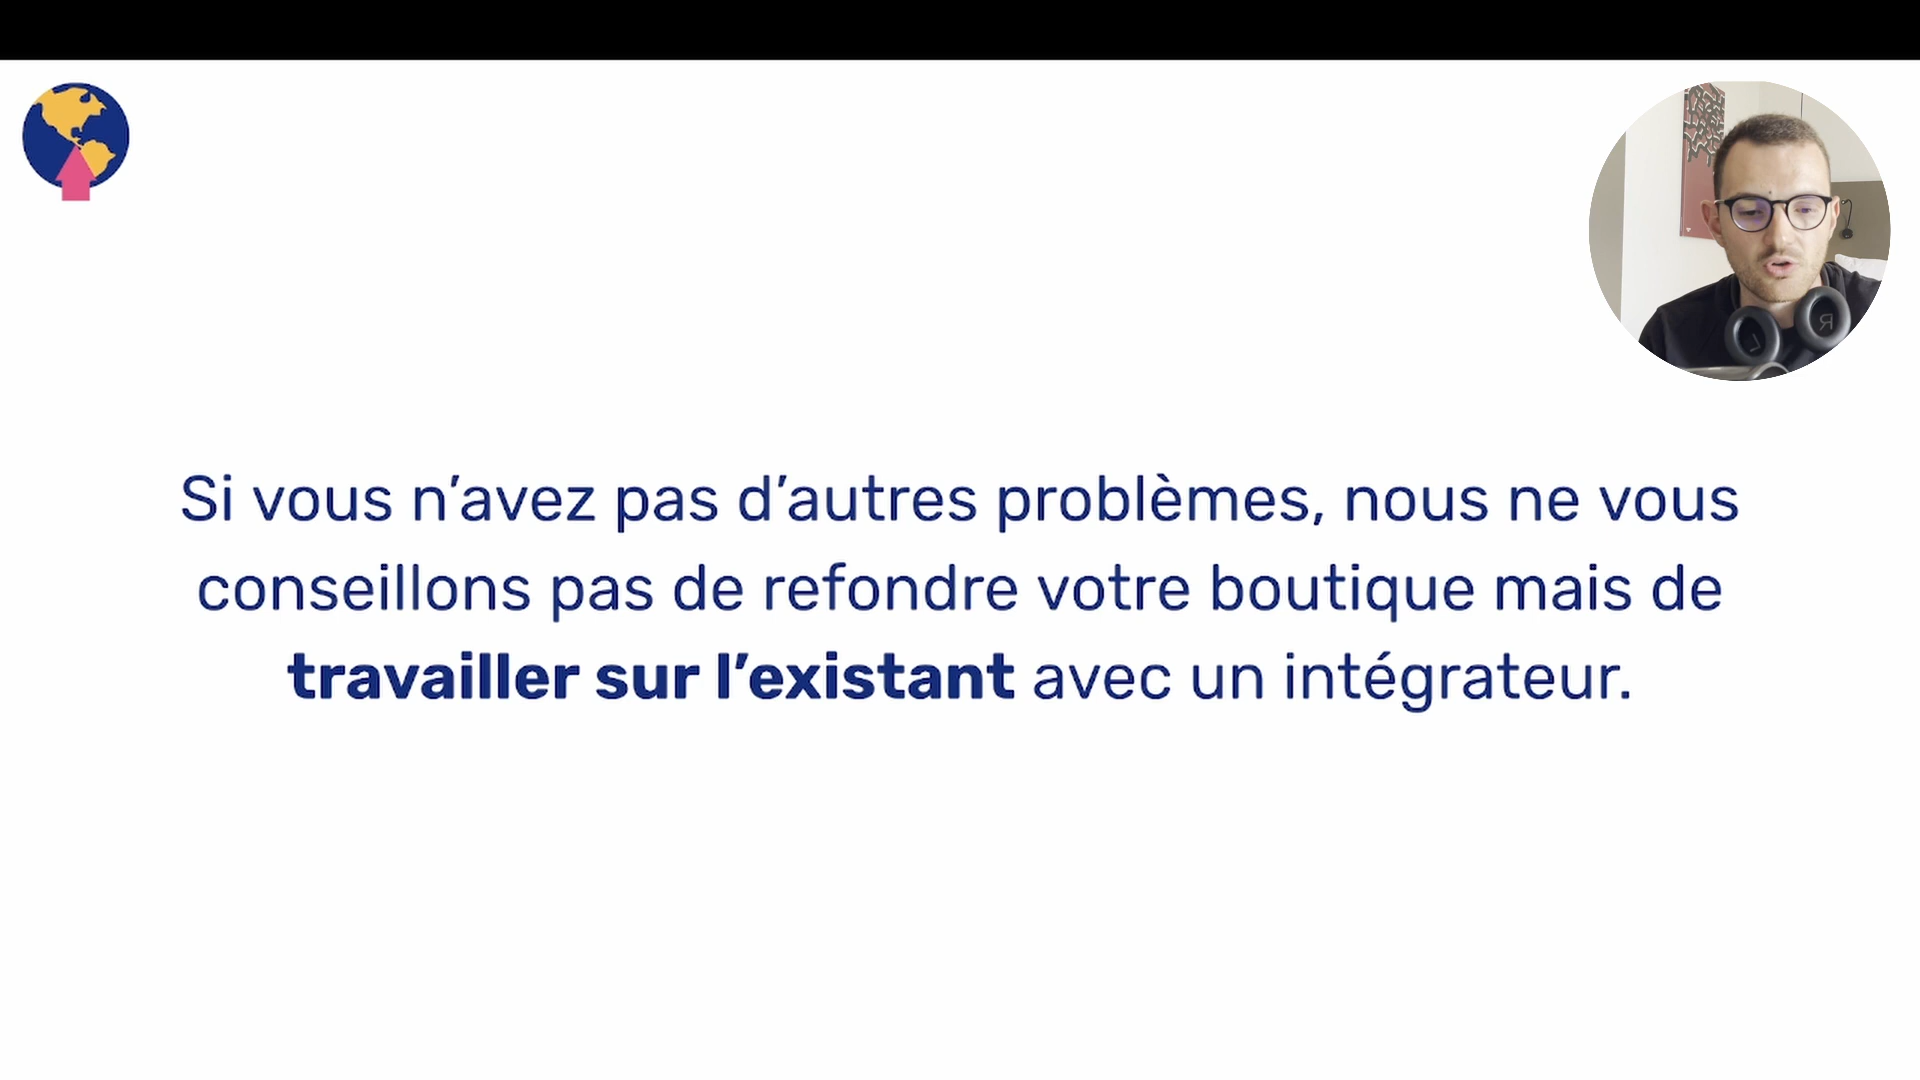 Si vous n’avez pas d’autres problèmes, nous ne vous
conseillons pas de refondre votre boutique mais de
travailler sur l’existant avec un intégrateur.